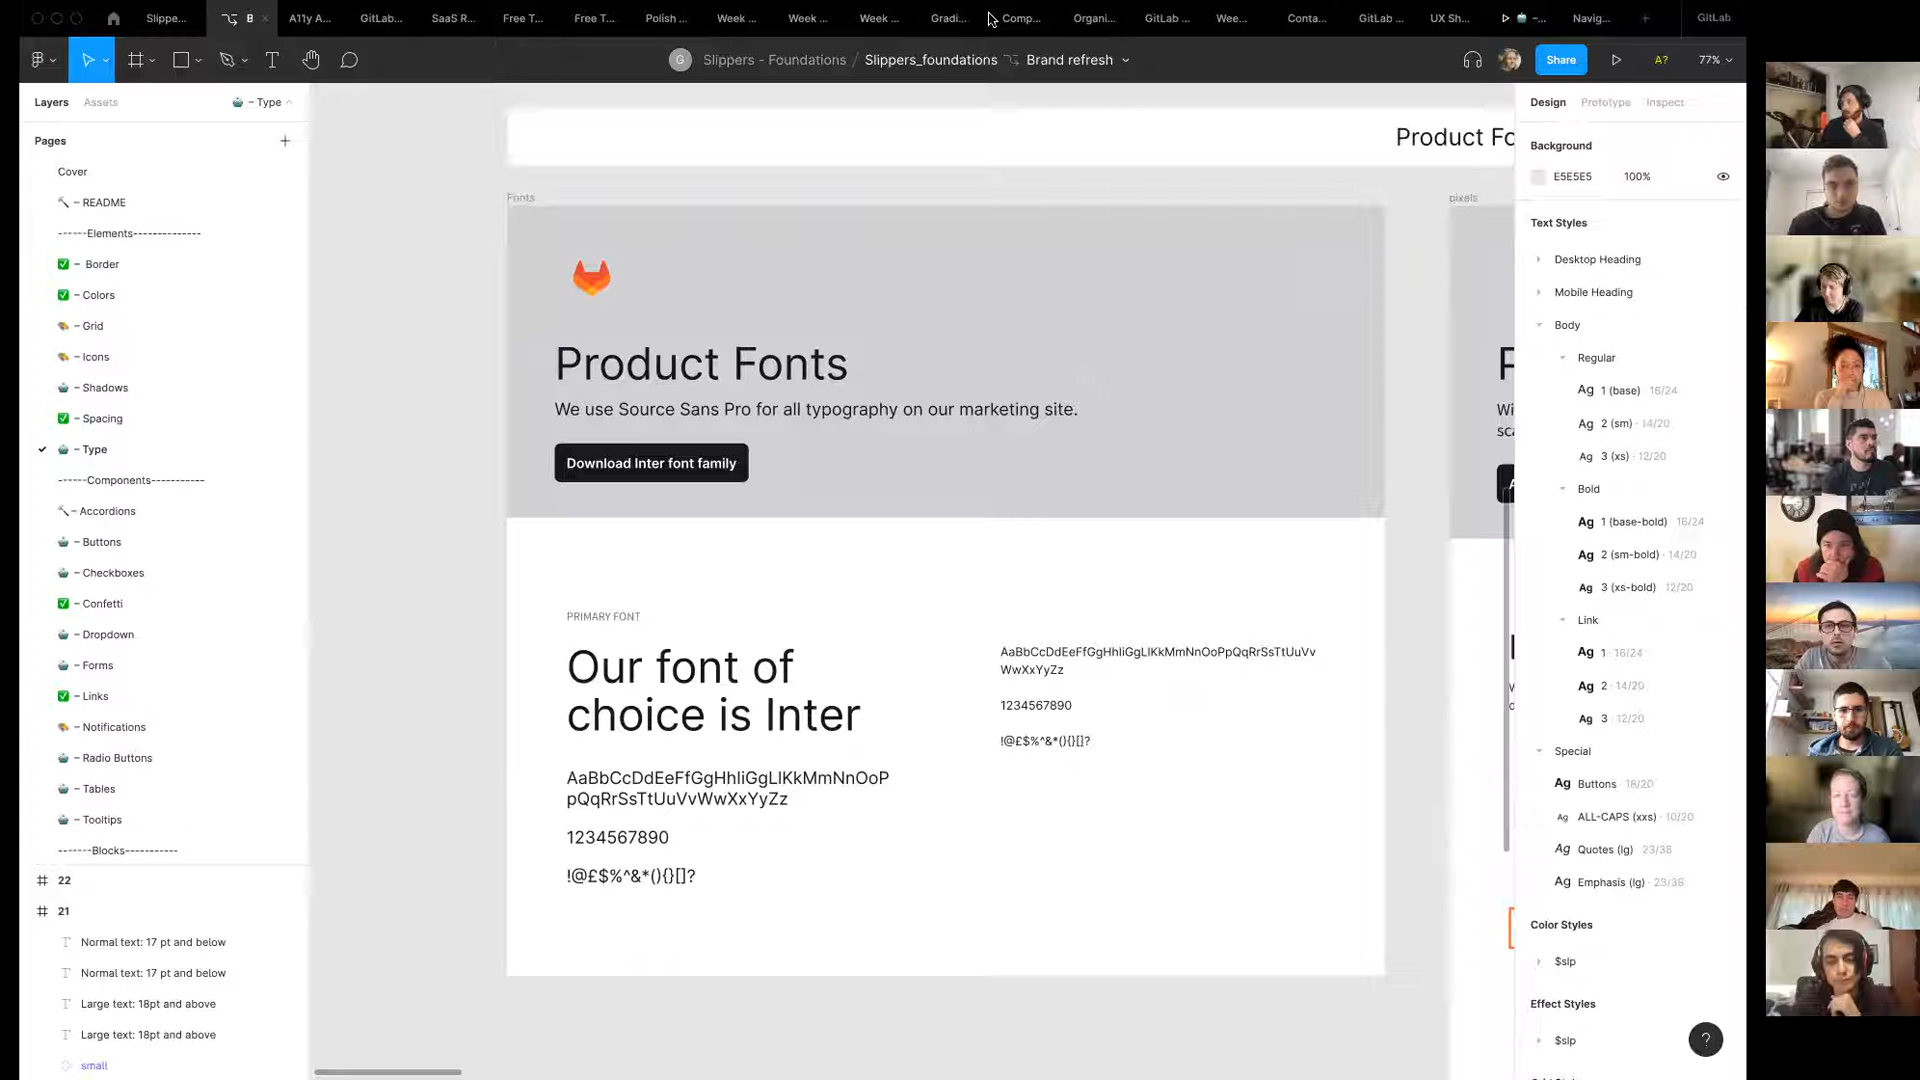 Slippe...
B
A11y A...
GitLab...
SaaS R...
Free T...
Free T...
Polish ...
Week ...
Week ...
Week ...
Gradi...
Comp...
Organi...
GitLab ...
Wee...
Conta...
GitLab ...
UX Sh...
–...
Navig...
GitLab
G
Slippers - Foundations / Slippers_foundations
Brand refresh
Share
A?
77%
Layers
Assets
– Type
Pages
Cover
– README
------Elements--------------
– Border
– Colors
– Grid
– Icons
– Shadows
– Spacing
– Type
------Components-----------
– Accordions
– Buttons
– Checkboxes
– Confetti
– Dropdown
– Forms
– Links
– Notifications
– Radio Buttons
– Tables
– Tooltips
-------Blocks-----------
22
21
Normal text: 17 pt and below
Normal text: 17 pt and below
Large text: 18pt and above
Large text: 18pt and above
small
Product Fo
Fonts
pixels
Product Fonts
We use Source Sans Pro for all typography on our marketing site.
Download Inter font family
PRIMARY FONT
Our font of
choice is Inter
AaBbCcDdEeFfGgHhIiGgLlKkMmNnOoP
pQqRrSsTtUuVvWwXxYyZz
1234567890
!@£$%^&*(){}[]?
AaBbCcDdEeFfGgHhIiGgLlKkMmNnOoPpQqRrSsTtUuVv
WwXxYyZz
1234567890
!@£$%^&*(){}[]?
Wi
sca
Design
Prototype
Inspect
Background
E5E5E5
100%
Text Styles
Desktop Heading
Mobile Heading
Body
Regular
Ag 1 (base) 16/24
Ag 2 (sm) · 14/20
Ag 3 (xs) · 12/20
Bold
Ag 1 (base-bold) 16/24
Ag 2 (sm-bold) · 14/20
Ag 3 (xs-bold) 12/20
Link
Ag 1 · 16/24
Ag 2 · 14/20
Ag 3 · 12/20
Special
Ag Buttons · 18/20
Ag ALL-CAPS (xxs) · 10/20
Ag Quotes (lg) 23/38
Ag Emphasis (lg) · 23/38
Color Styles
$slp
Effect Styles
$slp
?